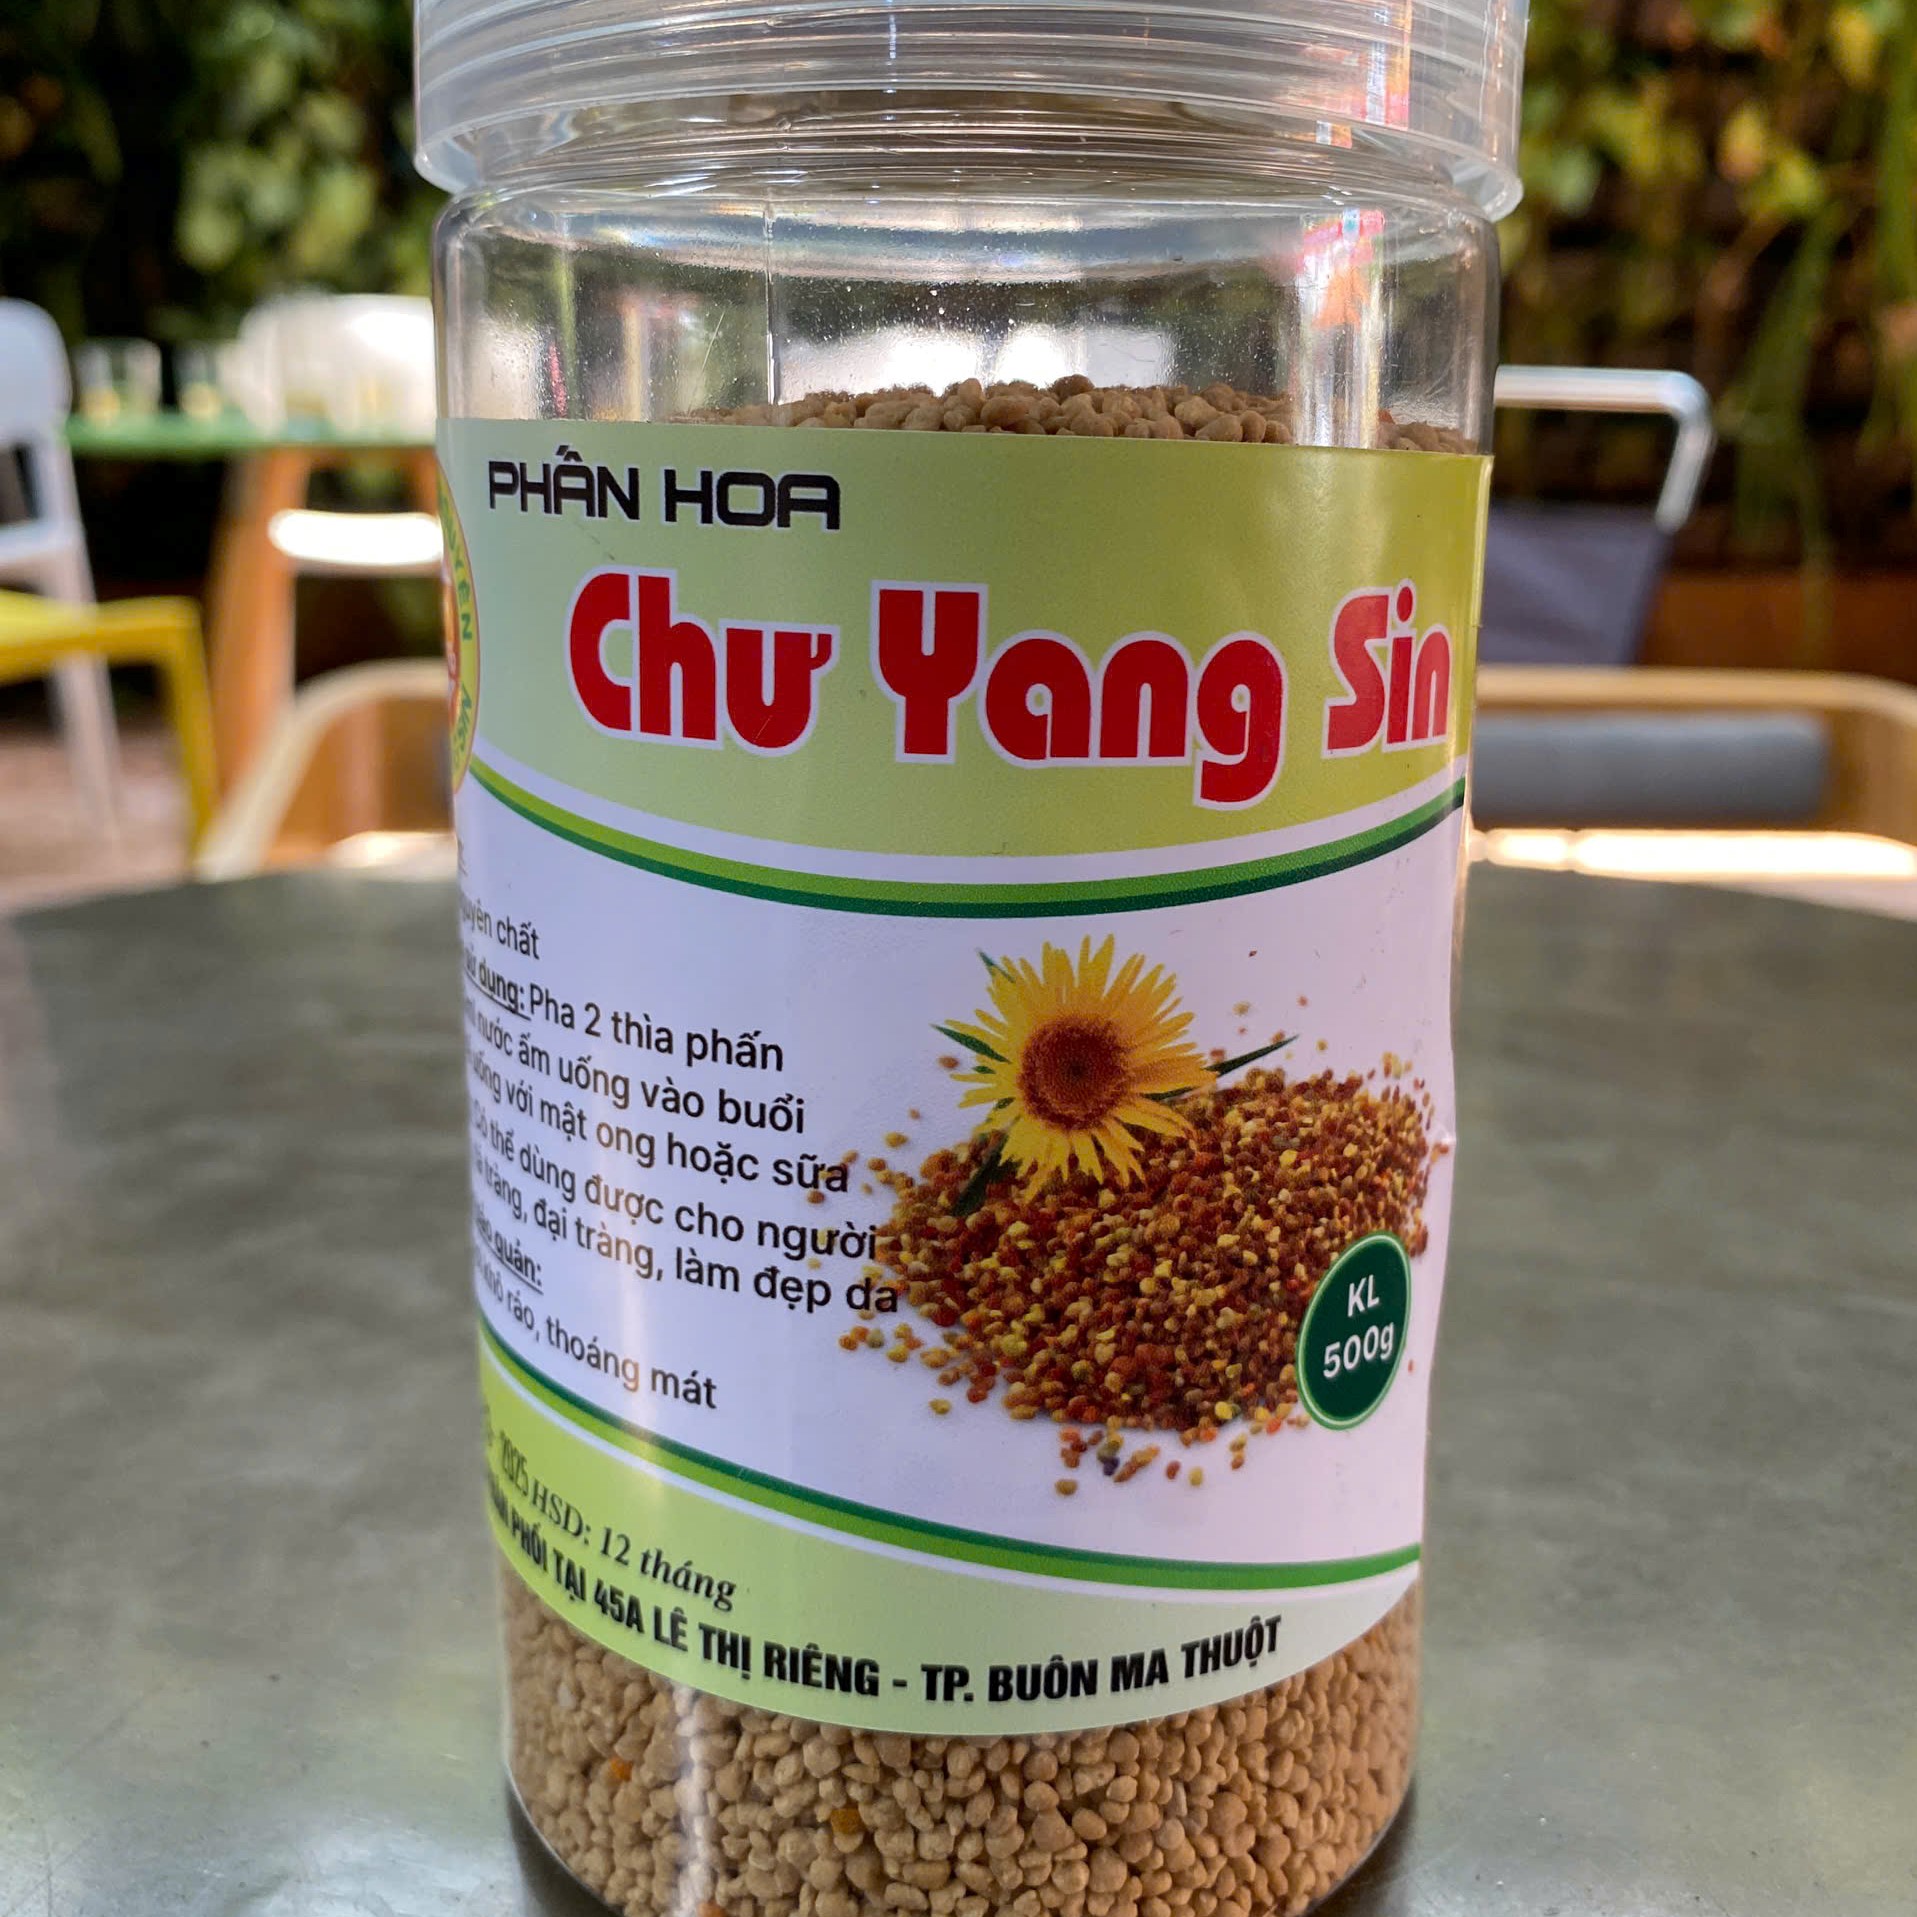 PHẤN HOA
Chư Yang Sin
chất
dụng: Pha 2 thìa phấn
nước ấm uống vào buổi
uống với mật ong hoặc sữa
Có thể dùng được cho người
tràng, đại tràng, làm đẹp da
quản:
khô ráo, thoáng mát
KL
500g
2025 HSD: 12 tháng
PHỐI TẠI 45A LÊ THỊ RIÊNG - TP. BUÔN MA THUỘT